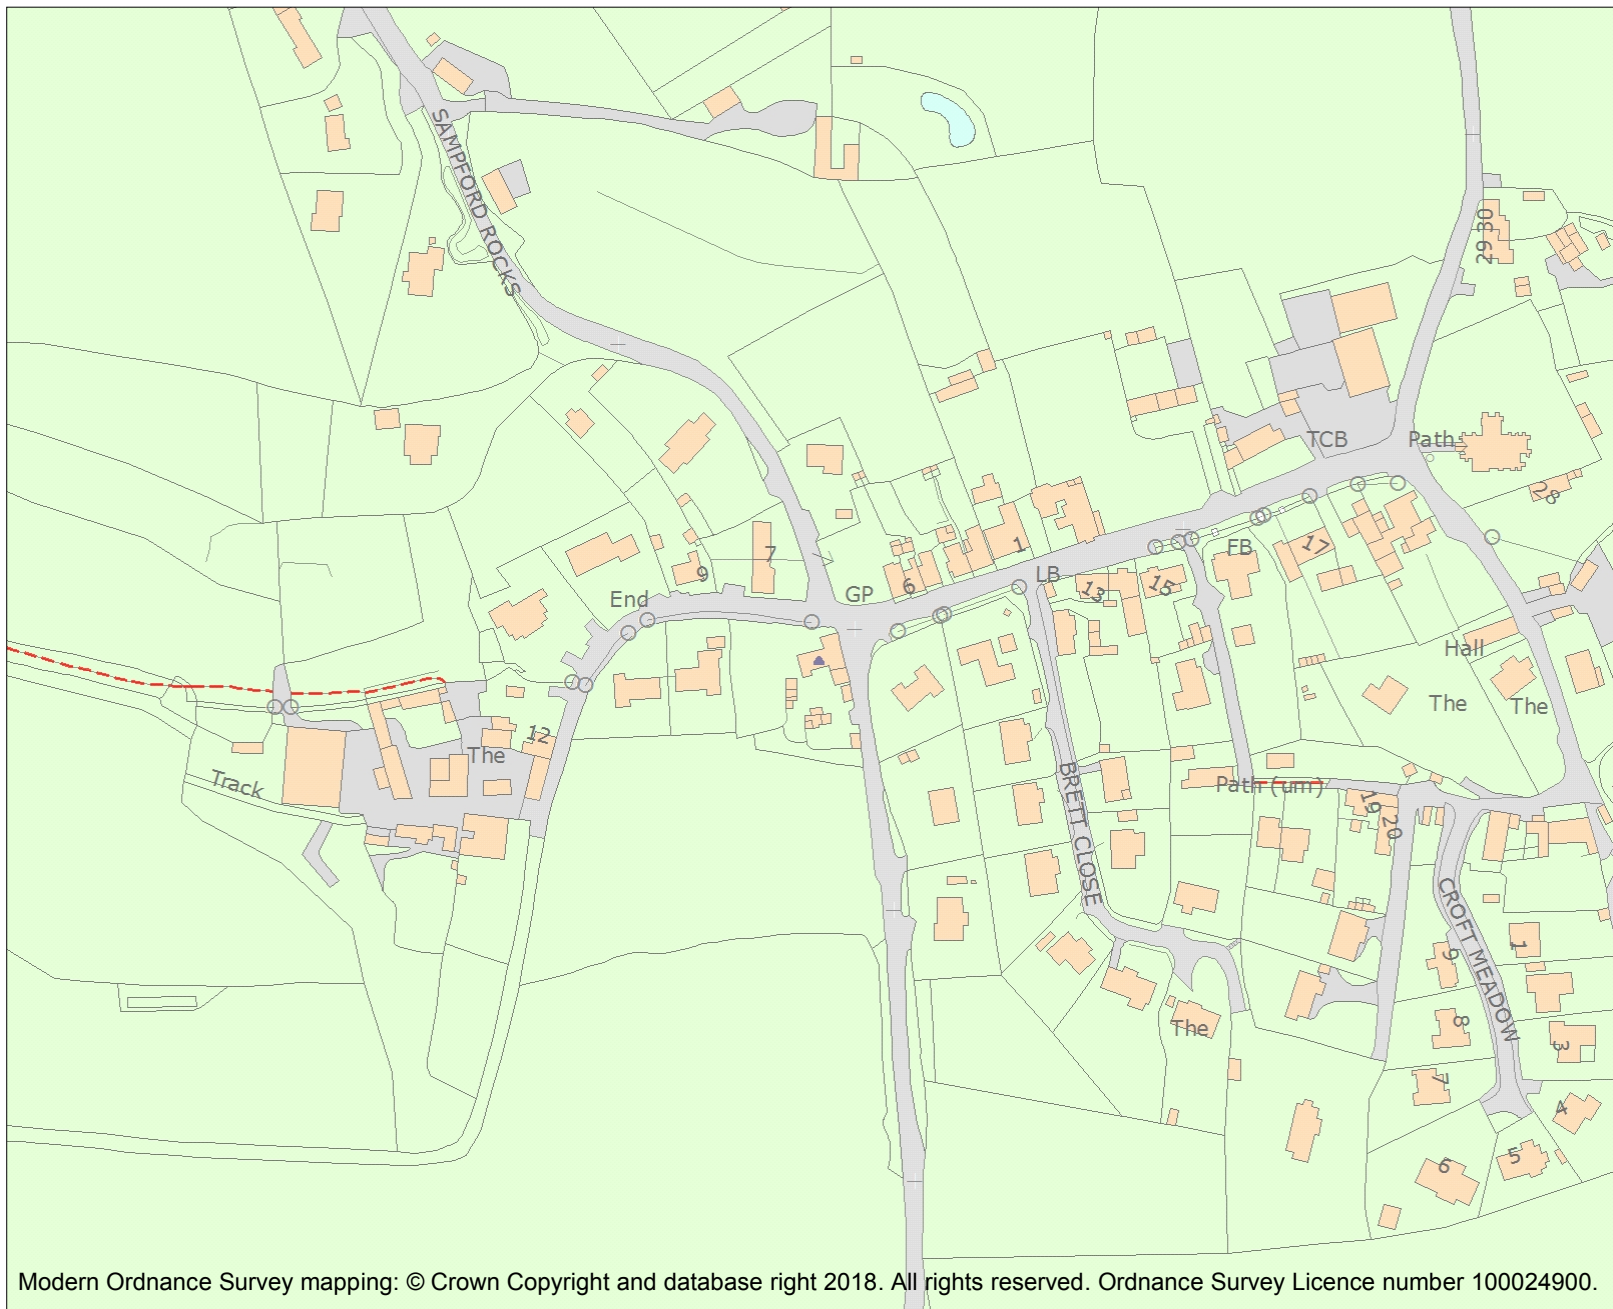 SAMPFORD ROCKS
29 30
TCB
Path
28
17
FB
1
LB
13
15
7
9
GP
6
End
Hall
The
The
12
The
Track
BRETT CLOSE
Path (um)
19
20
CROFT MEADOW
1
9
8
3
The
7
4
5
6
Modern Ordnance Survey mapping: © Crown Copyright and database right 2018. All rights reserved. Ordnance Survey Licence number 100024900.